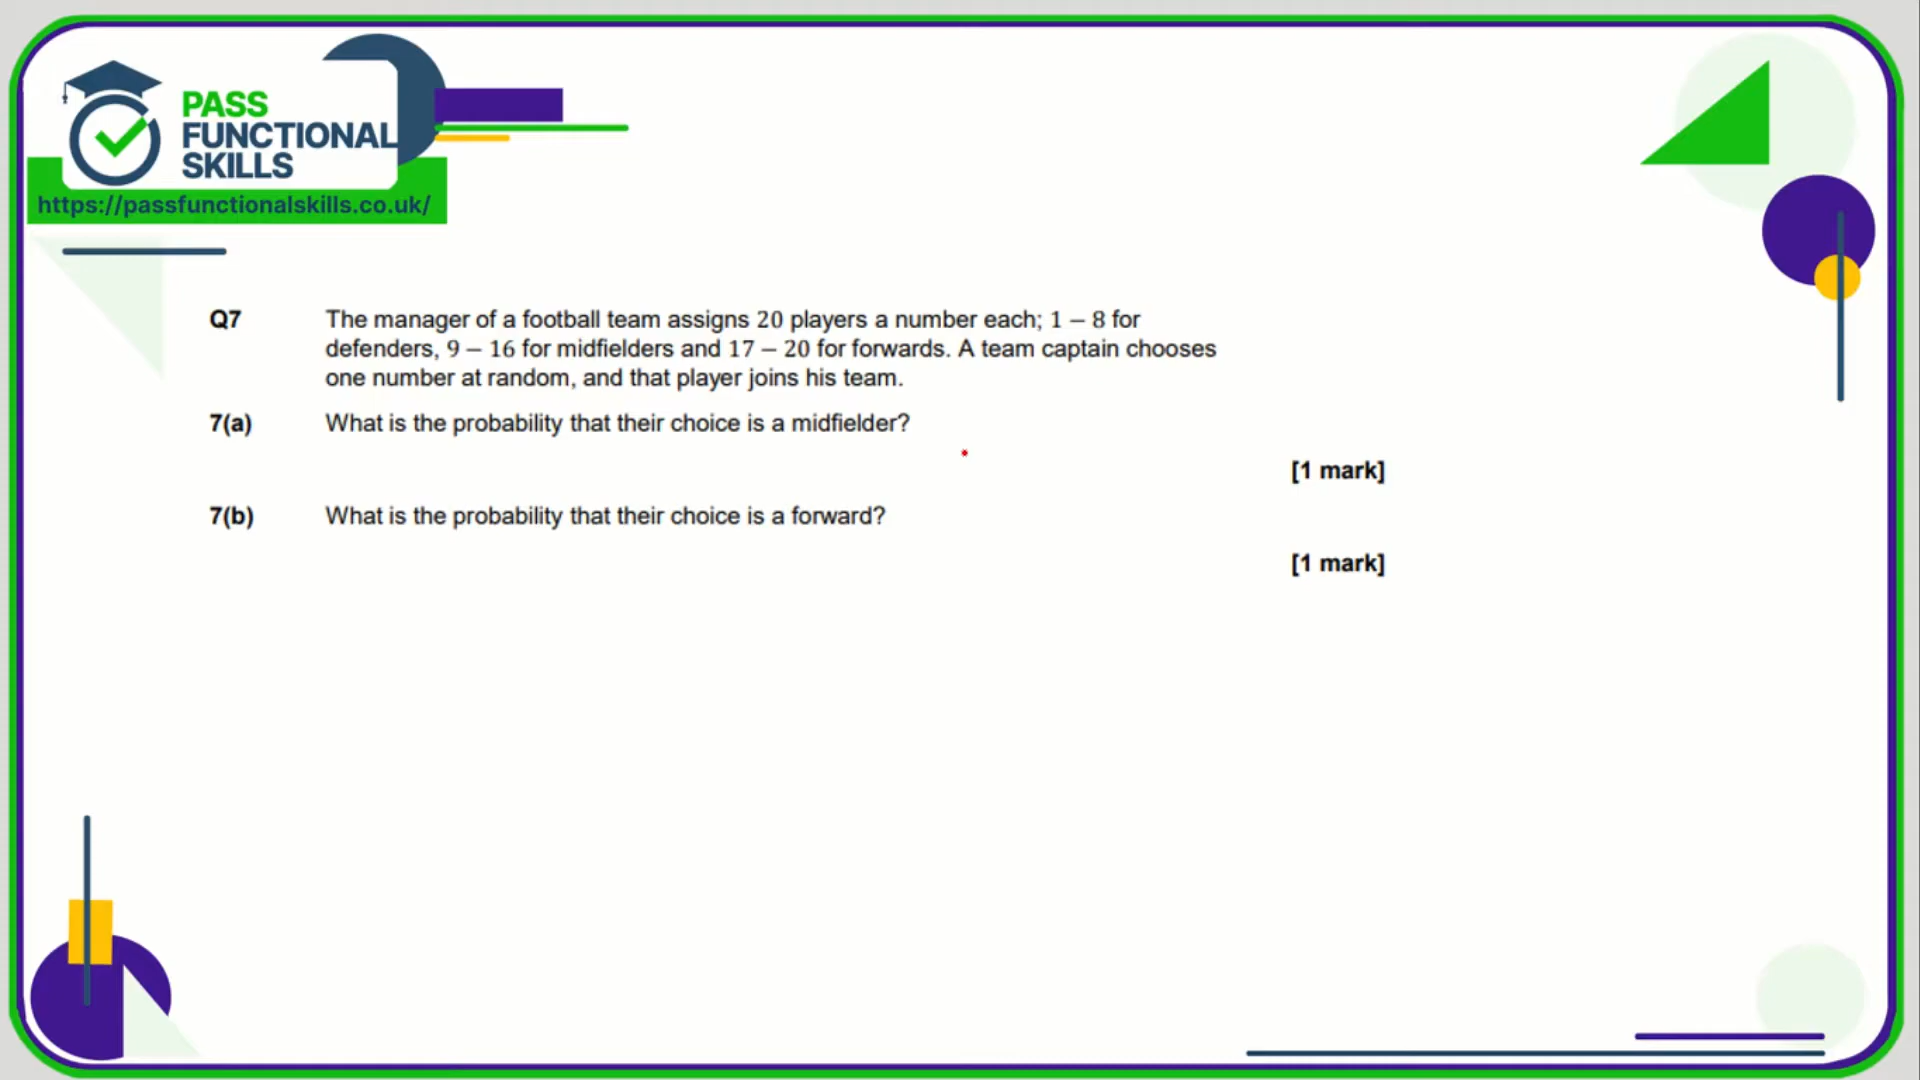 PASS
FUNCTIONAL
SKILLS
https://passfunctionalskills.co.uk/
Q7 The manager of a football team assigns 20 players a number each; 1 – 8 for
defenders, 9 – 16 for midfielders and 17 – 20 for forwards. A team captain chooses
one number at random, and that player joins his team.
7(a) What is the probability that their choice is a midfielder?
[1 mark]
7(b) What is the probability that their choice is a forward?
[1 mark]